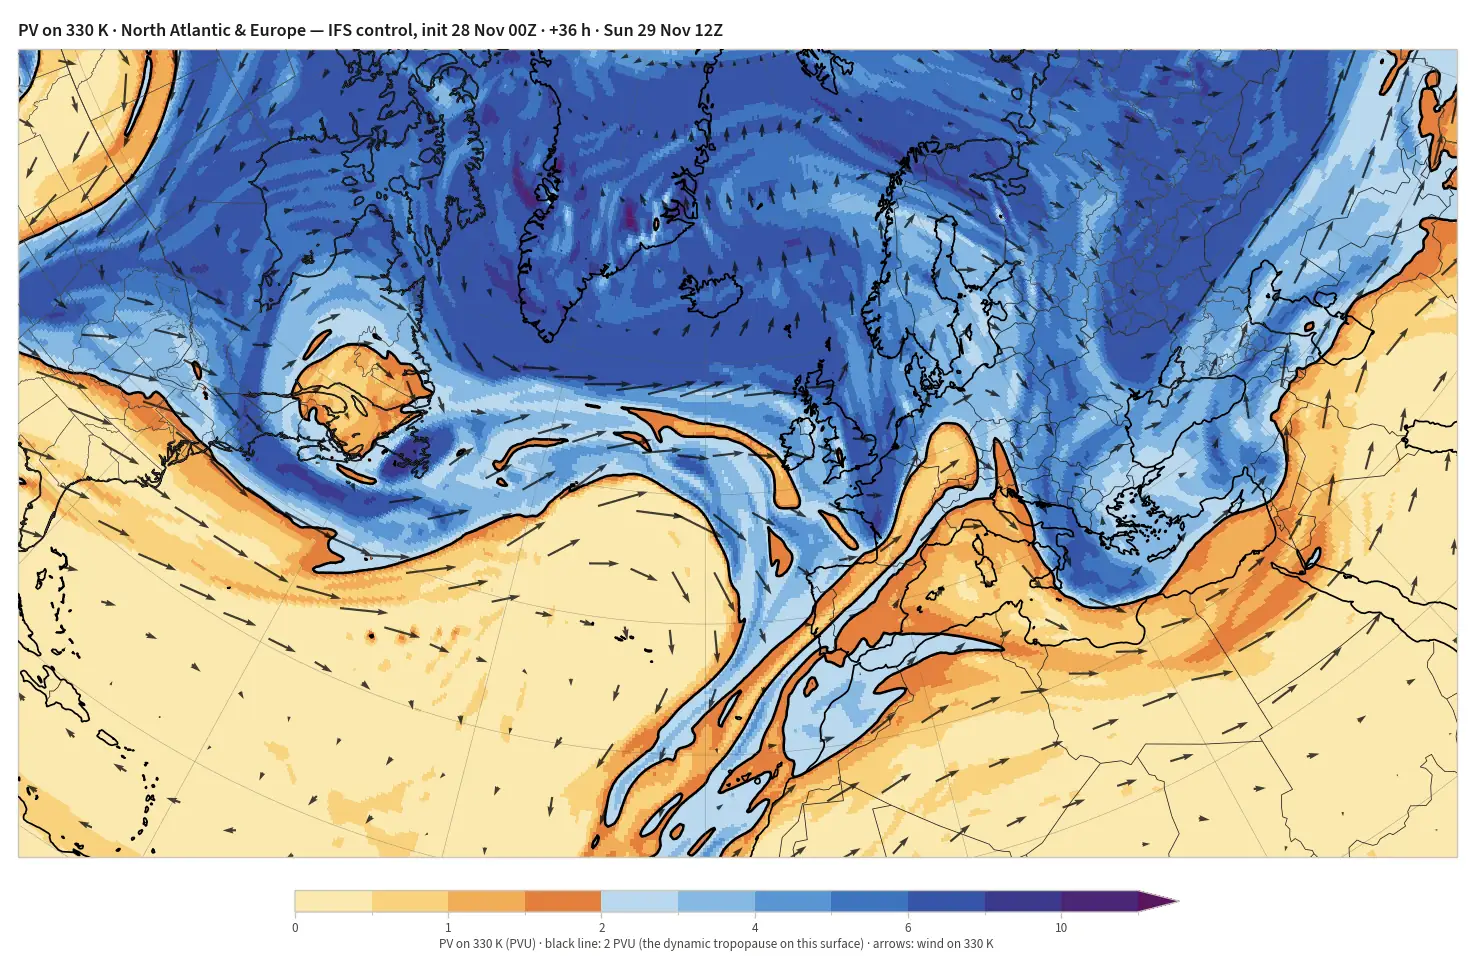 PV on 330 K · North Atlantic & Europe — IFS control, init 28 Nov 00Z · +36 h · Sun 29 Nov 12Z
0 1 2 4 6 10
PV on 330 K (PVU) · black line: 2 PVU (the dynamic tropopause on this surface) · arrows: wind on 330 K